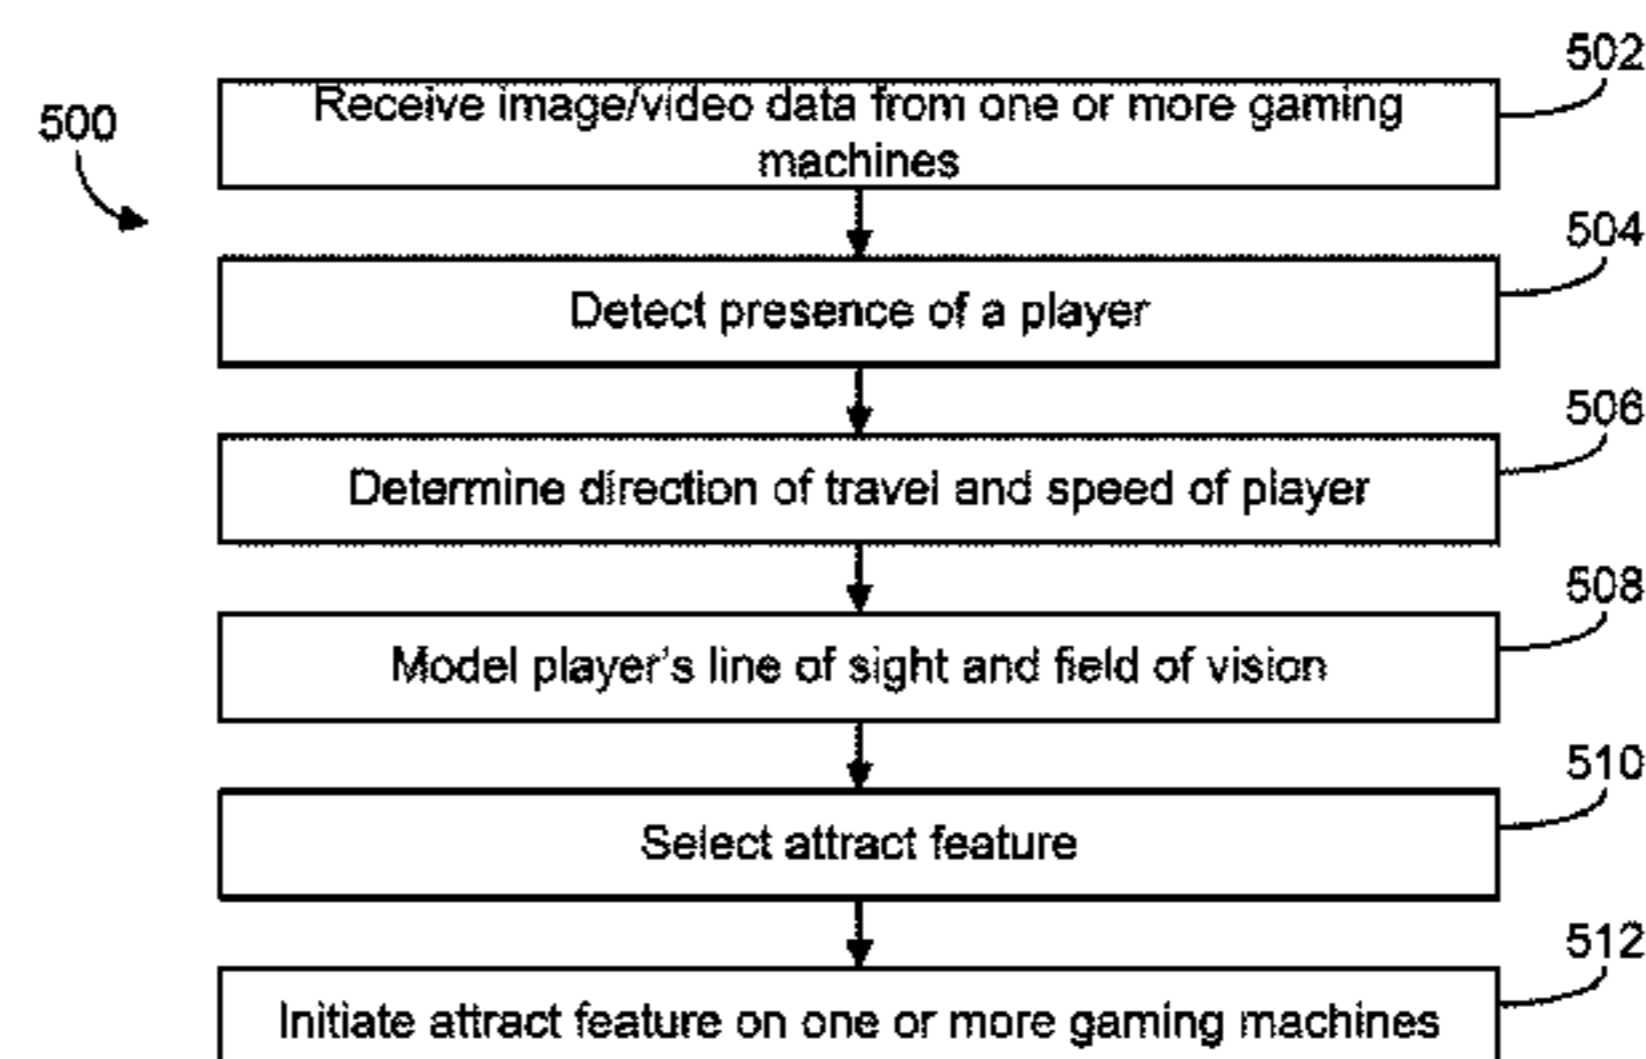 502
Receive image/video data from one or more gaming
machines
500
504
Detect presence of a player
506
Determine direction of travel and speed of player
508
Model player's line of sight and field of vision
510
Select attract feature
512
Initiate attract feature on one or more gaming machines